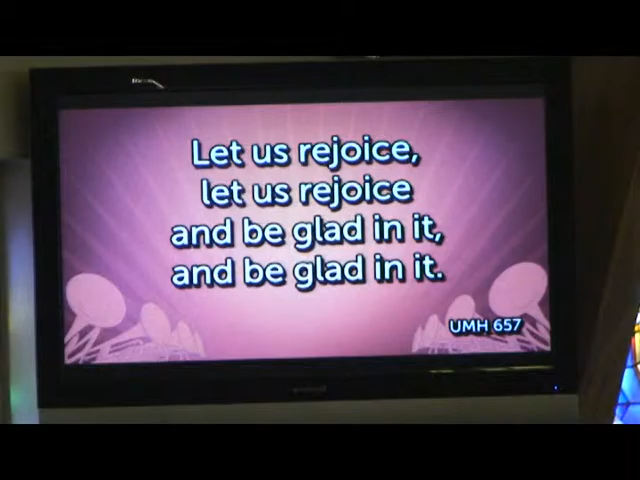 Let us rejoice,
let us rejoice
and be glad in it,
and be glad in it.
UMH 657